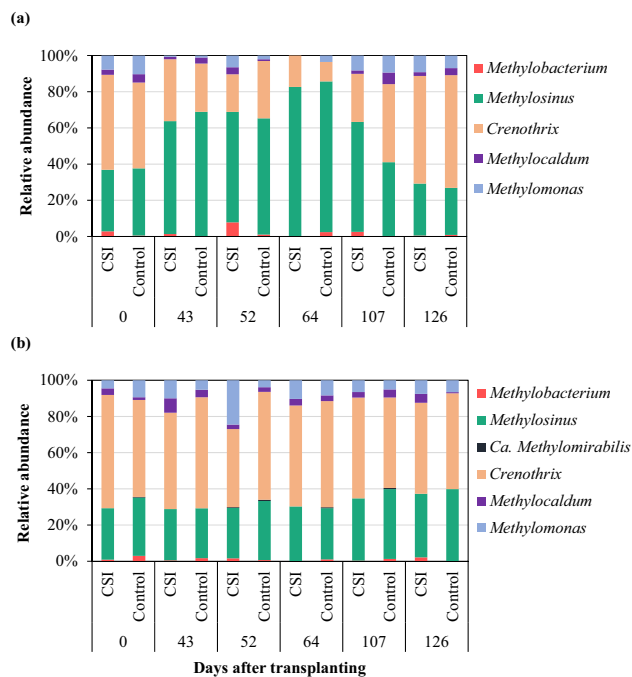 (a)
100%
80%
60%
40%
20%
0%
Relative abundance
CSI Control CSI Control CSI Control CSI Control CSI Control CSI Control
0 43 52 64 107 126
Methylobacterium
Methylosinus
Crenothrix
Methylocaldum
Methylomonas
(b)
100%
80%
60%
40%
20%
0%
Relative abundance
CSI Control CSI Control CSI Control CSI Control CSI Control CSI Control
0 43 52 64 107 126
Days after transplanting
Methylobacterium
Methylosinus
Ca. Methylomirabilis
Crenothrix
Methylocaldum
Methylomonas